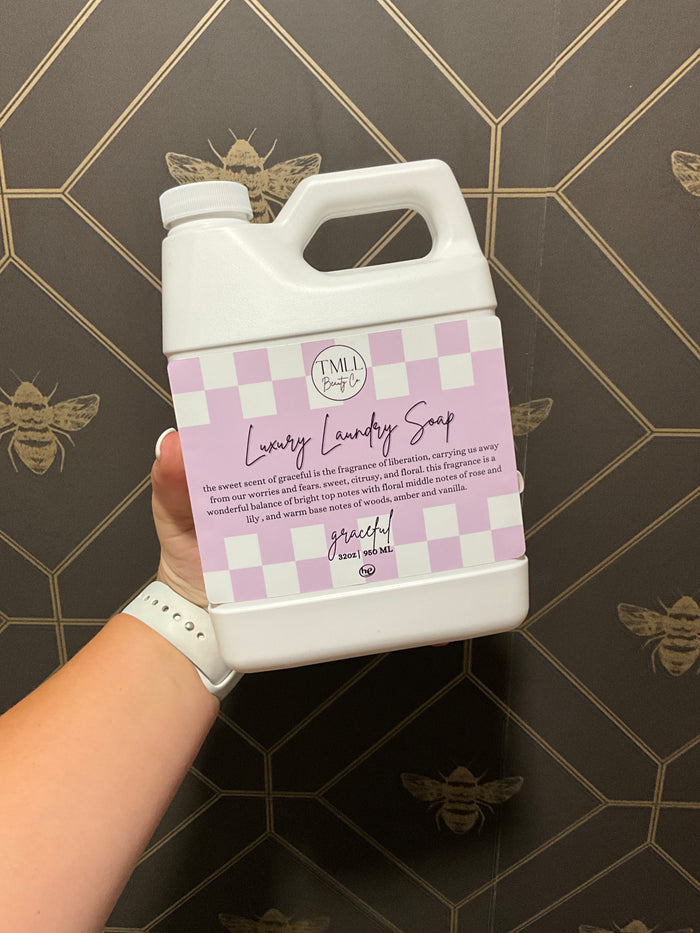 TMLL
Beauty Co.
Luxury Laundry Soap
the sweet scent of graceful is the fragrance of liberation, carrying us away
from our worries and fears. sweet, citrusy, and floral. this fragrance is a
wonderful balance of bright top notes with floral middle notes of rose and
lily , and warm base notes of woods, amber and vanilla.
graceful
32oz | 950 ML
he